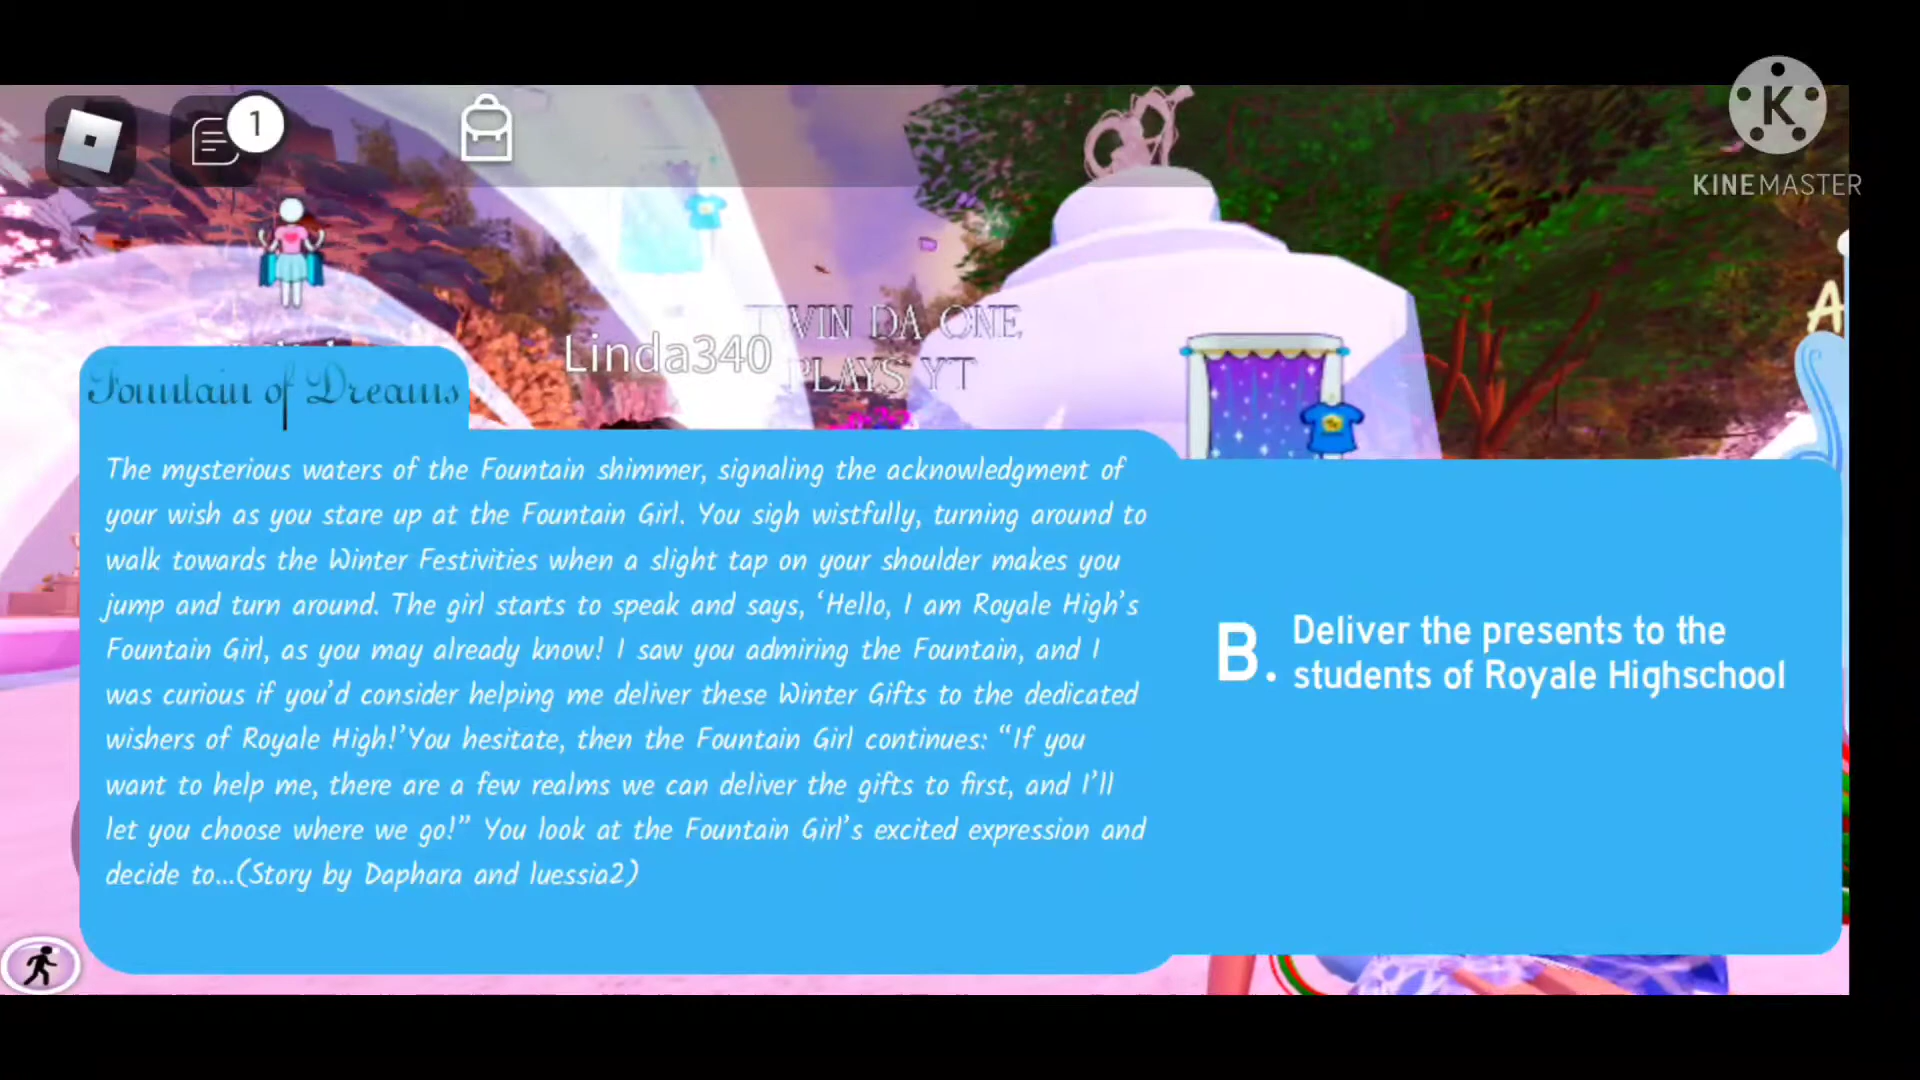 1
KINEMASTER
TWIN DA ONE
Linda340
PLAYS YT
A
Fountain of Dreams
The mysterious waters of the Fountain shimmer, signaling the acknowledgment of
your wish as you stare up at the Fountain Girl. You sigh wistfully, turning around to
walk towards the Winter Festivities when a slight tap on your shoulder makes you
jump and turn around. The girl starts to speak and says, ‘Hello, I am Royale High’s
Fountain Girl, as you may already know! I saw you admiring the Fountain, and I
was curious if you’d consider helping me deliver these Winter Gifts to the dedicated
wishers of Royale High!’You hesitate, then the Fountain Girl continues: “If you
want to help me, there are a few realms we can deliver the gifts to first, and I’ll
let you choose where we go!” You look at the Fountain Girl’s excited expression and
decide to...(Story by Daphara and luessia2)
B. Deliver the presents to the
students of Royale Highschool